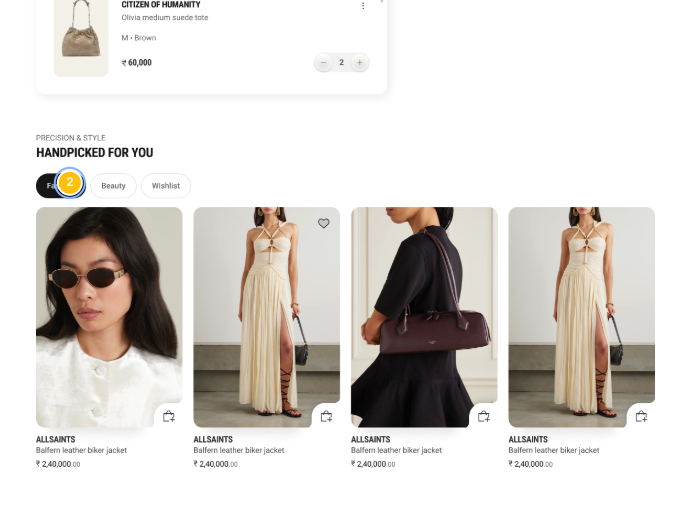 CITIZEN OF HUMANITY
Olivia medium suede tote
M • Brown
₹ 60,000
− 2 +
PRECISION & STYLE
HANDPICKED FOR YOU
2
Beauty
Wishlist
ALLSAINTS
Balfern leather biker jacket
₹ 2,40,000.00
ALLSAINTS
Balfern leather biker jacket
₹ 2,40,000.00
ALLSAINTS
Balfern leather biker jacket
₹ 2,40,000.00
ALLSAINTS
Balfern leather biker jacket
₹ 2,40,000.00